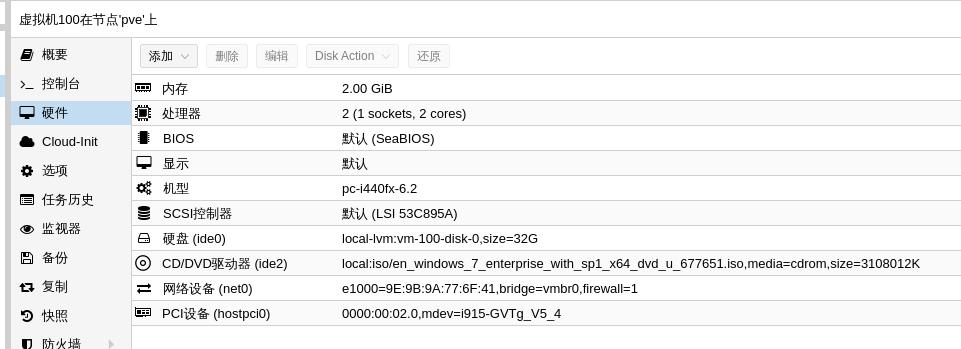 虚拟机100在节点'pve'上
概要
控制台
硬件
Cloud-Init
选项
任务历史
监视器
备份
复制
快照
防火墙
添加 删除 编辑 Disk Action 还原
内存 2.00 GiB
处理器 2 (1 sockets, 2 cores)
BIOS 默认 (SeaBIOS)
显示 默认
机型 pc-i440fx-6.2
SCSI控制器 默认 (LSI 53C895A)
硬盘 (ide0) local-lvm:vm-100-disk-0,size=32G
CD/DVD驱动器 (ide2) local:iso/en_windows_7_enterprise_with_sp1_x64_dvd_u_677651.iso,media=cdrom,size=3108012K
网络设备 (net0) e1000=9E:9B:9A:77:6F:41,bridge=vmbr0,firewall=1
PCI设备 (hostpci0) 0000:00:02.0,mdev=i915-GVTg_V5_4